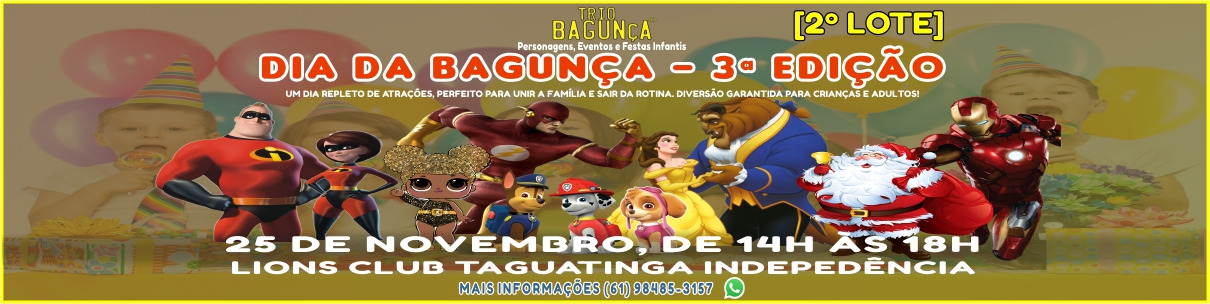 TRIO
BAGUNÇA
Personagens, Eventos e Festas Infantis
[2º LOTE]
DIA DA BAGUNÇA - 3ª EDIÇÃO
UM DIA REPLETO DE ATRAÇÕES, PERFEITO PARA UNIR A FAMÍLIA E SAIR DA ROTINA. DIVERSÃO GARANTIDA PARA CRIANÇAS E ADULTOS!
25 DE NOVEMBRO, DE 14H ÀS 18H
LIONS CLUB TAGUATINGA INDEPEDÊNCIA
MAIS INFORMAÇÕES (61) 98485-3157